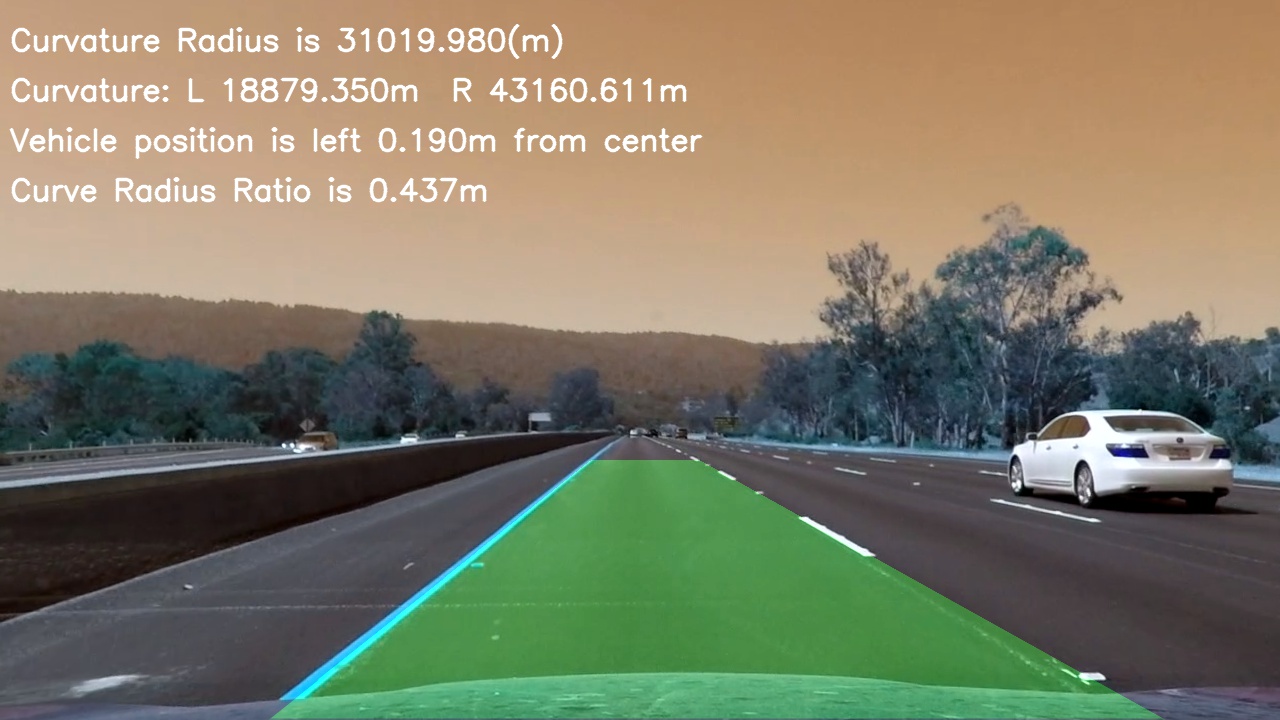 Curvature Radius is 31019.980(m)
Curvature: L 18879.350m R 43160.611m
Vehicle position is left 0.190m from center
Curve Radius Ratio is 0.437m